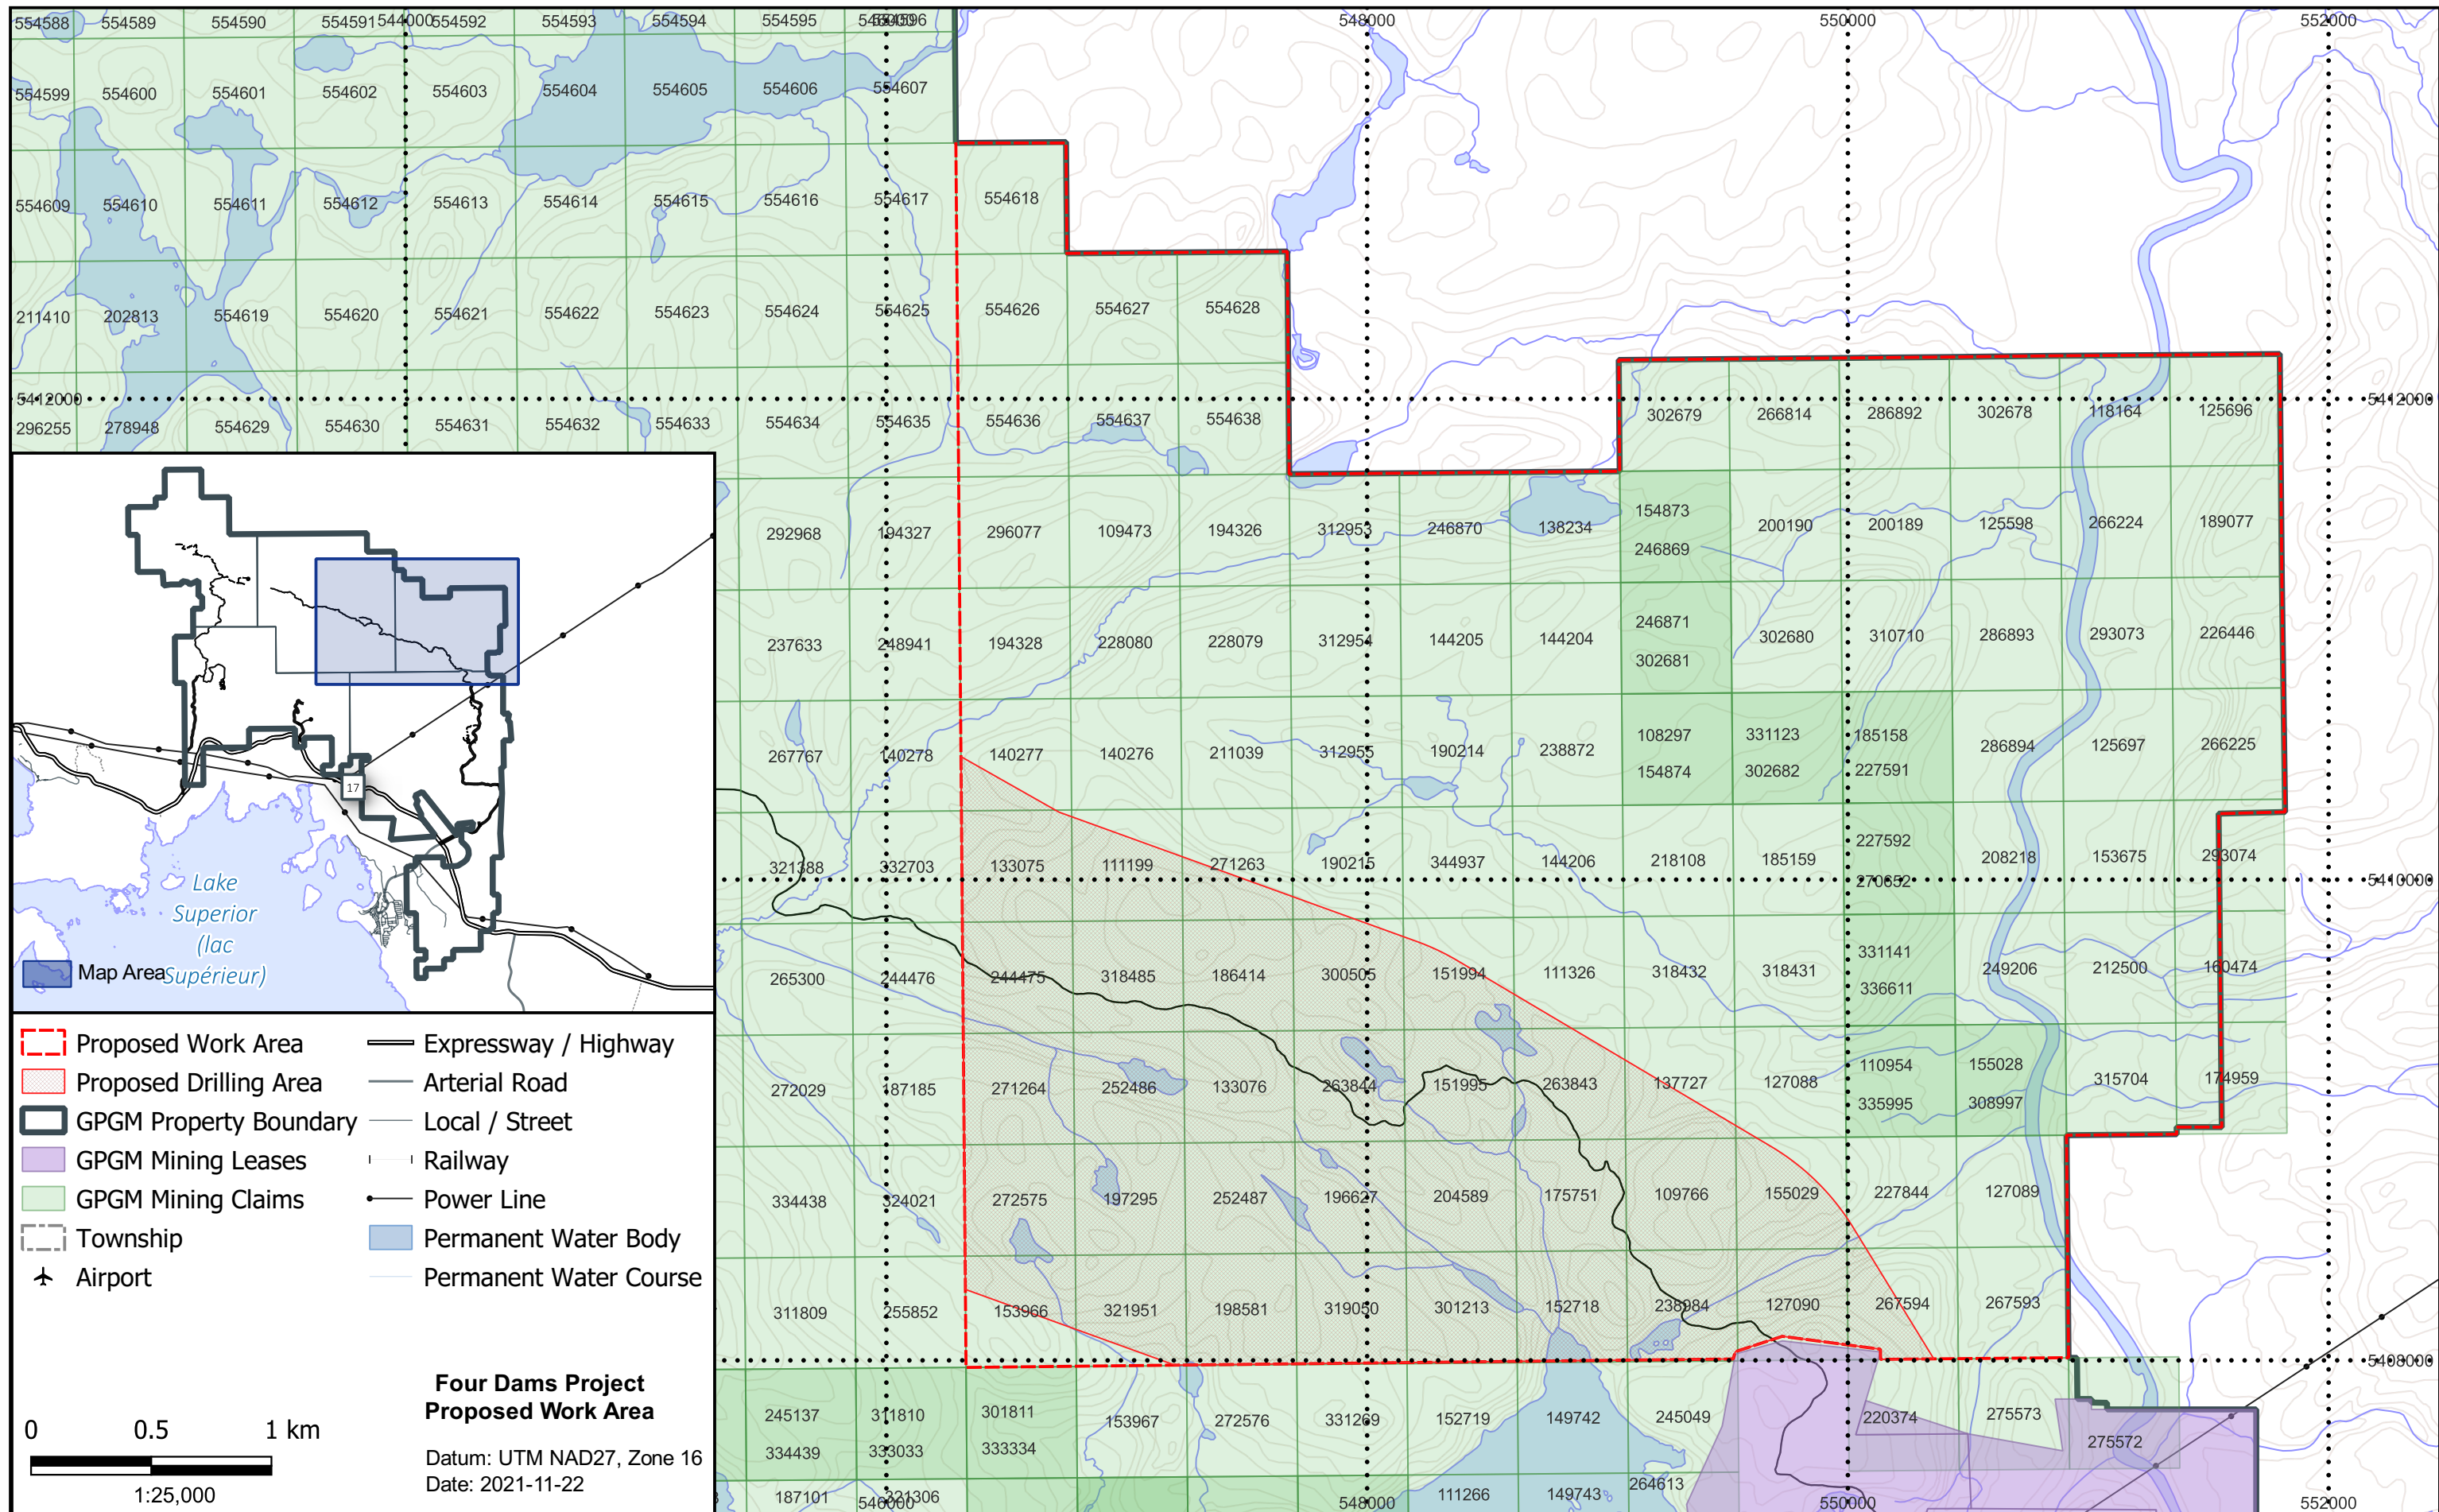 554588 554589 554590 554591 544000 554592 554593 554594 554595 554596 548000 550000 552000
554599 554600 554601 554602 554603 554604 554605 554606 554607
554609 554610 554611 554612 554613 554614 554615 554616 554617 554618
211410 202813 554619 554620 554621 554622 554623 554624 554625 554626 554627 554628
5412000 5412000
296255 278948 554629 554630 554631 554632 554633 554634 554635 554636 554637 554638 302679 266814 286892 302678 118164 125696
292968 194327 296077 109473 194326 312953 246870 138234 154873 200190 200189 125598 266224 189077
246869
237633 248941 194328 228080 228079 312954 144205 144204 246871 302680 310710 286893 293073 226446
302681
267767 140278 140277 140276 211039 312955 190214 238872 108297 331123 185158 286894 125697 266225
154874 302682 227591
321388 332703 133075 111199 271263 190215 344937 144206 218108 185159 227592 208218 153675 293074
270652 5410000
265300 244476 244475 318485 186414 300505 151994 111326 318432 318431 331141 249206 212500 160474
336611
272029 187185 271264 252486 133076 263844 151995 263843 137727 127088 110954 155028 315704 174959
335995 308997
334438 324021 272575 197295 252487 196627 204589 175751 109766 155029 227844 127089
311809 255852 153966 321951 198581 319050 301213 152718 238984 127090 267594 267593
5408000
245137 311810 301811 153967 272576 331269 152719 149742 245049 220374 275573
334439 333033 333334 275572
187101 321306 111266 149743 264613
546000 548000 550000 552000
17
Lake
Superior
(lac
Supérieur)
Map Area
Proposed Work Area
Proposed Drilling Area
GPGM Property Boundary
GPGM Mining Leases
GPGM Mining Claims
Township
Airport
Expressway / Highway
Arterial Road
Local / Street
Railway
Power Line
Permanent Water Body
Permanent Water Course
Four Dams Project
Proposed Work Area
0 0.5 1 km
1:25,000
Datum: UTM NAD27, Zone 16
Date: 2021-11-22